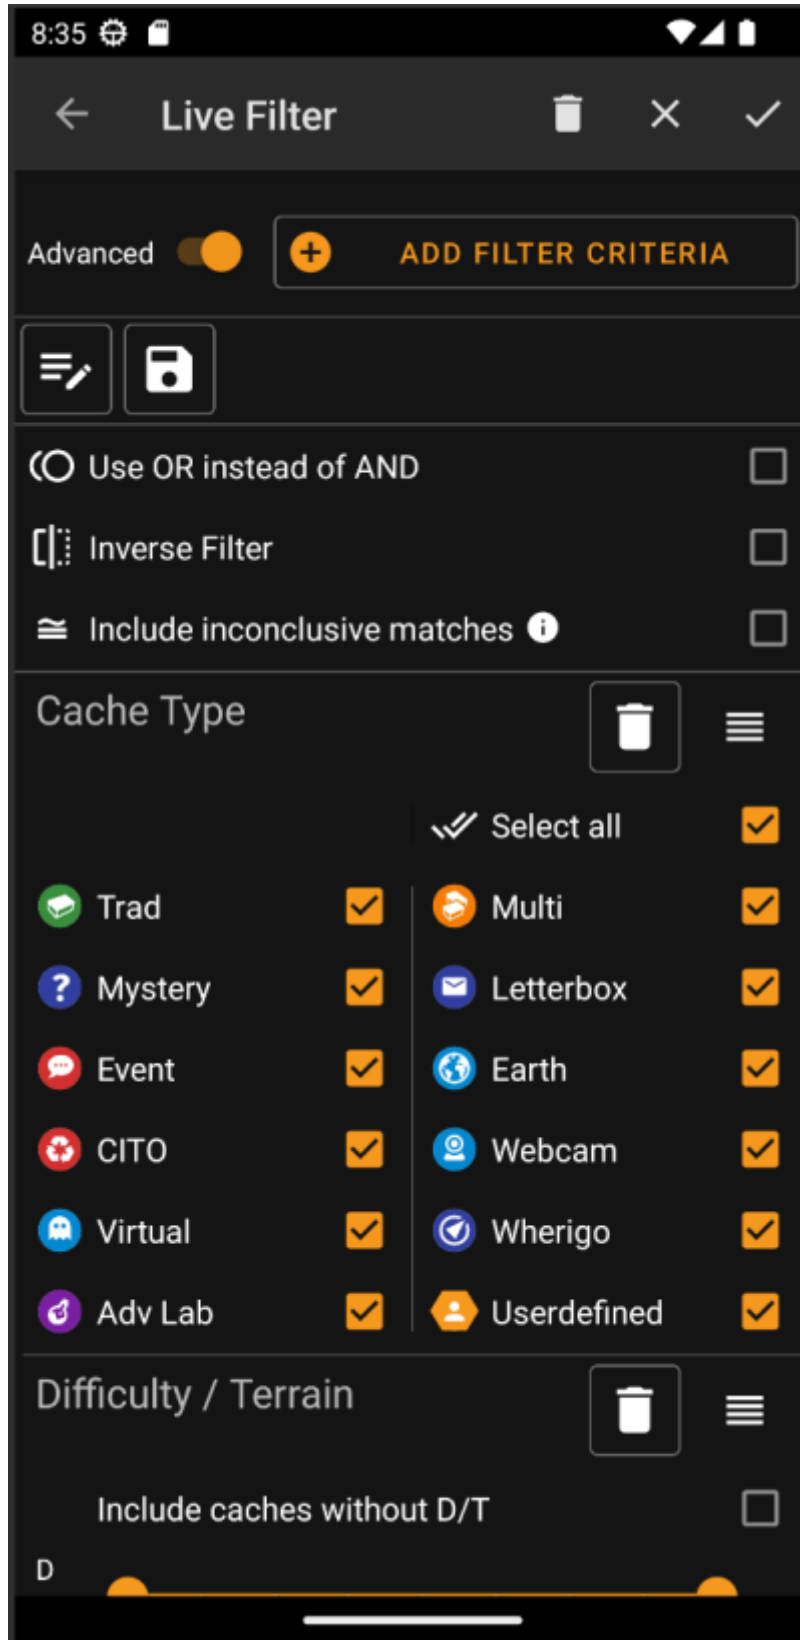 8:35
Live Filter
Advanced
ADD FILTER CRITERIA
Use OR instead of AND
Inverse Filter
Include inconclusive matches
Cache Type
Select all
Trad
Multi
Mystery
Letterbox
Event
Earth
CITO
Webcam
Virtual
Wherigo
Adv Lab
Userdefined
Difficulty / Terrain
Include caches without D/T
D